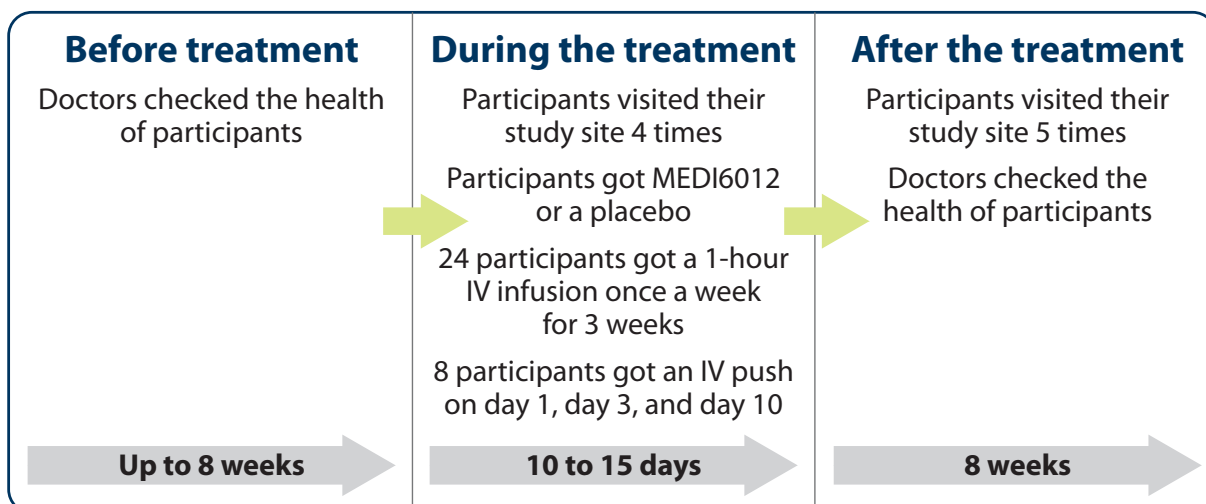 Before treatment
Doctors checked the health
of participants
Up to 8 weeks
During the treatment
Participants visited their
study site 4 times
Participants got MEDI6012
or a placebo
24 participants got a 1-hour
IV infusion once a week
for 3 weeks
8 participants got an IV push
on day 1, day 3, and day 10
10 to 15 days
After the treatment
Participants visited their
study site 5 times
Doctors checked the
health of participants
8 weeks